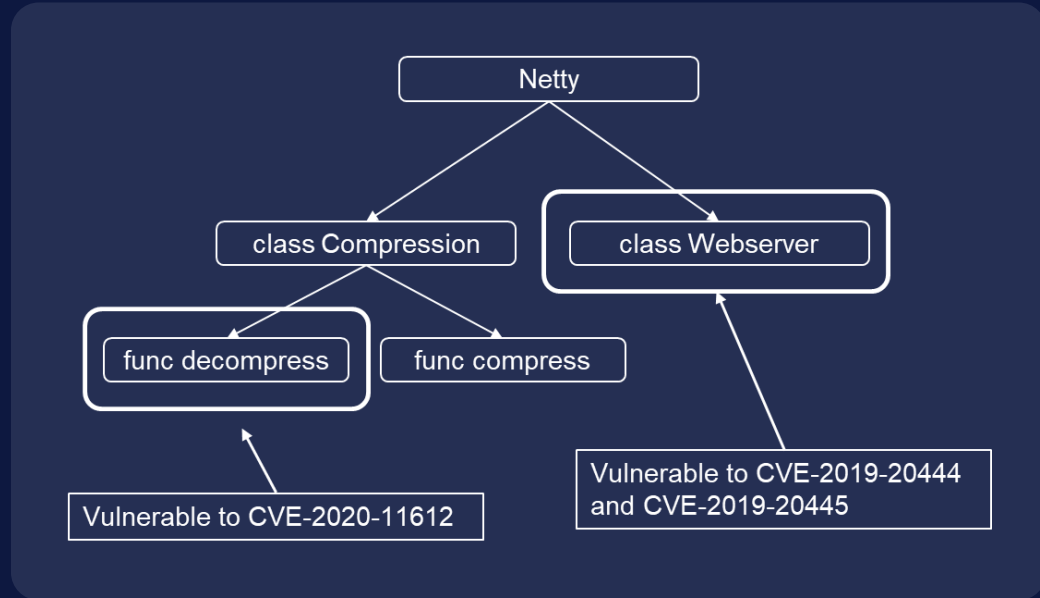 Netty
class Compression
class Webserver
func decompress
func compress
Vulnerable to CVE-2019-20444
and CVE-2019-20445
Vulnerable to CVE-2020-11612